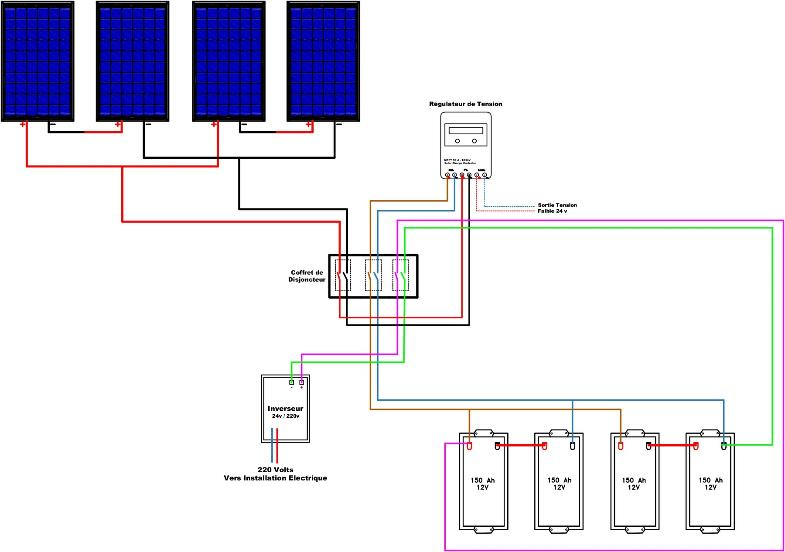 + - + - + - + -
Régulateur de Tension
Sortie Tension
Faible 24 v
Coffret de
Disjoncteur
- +
Inverseur
24v / 220v
220 Volts
Vers Installation Electrique
150 Ah
12V
150 Ah
12V
150 Ah
12V
150 Ah
12V